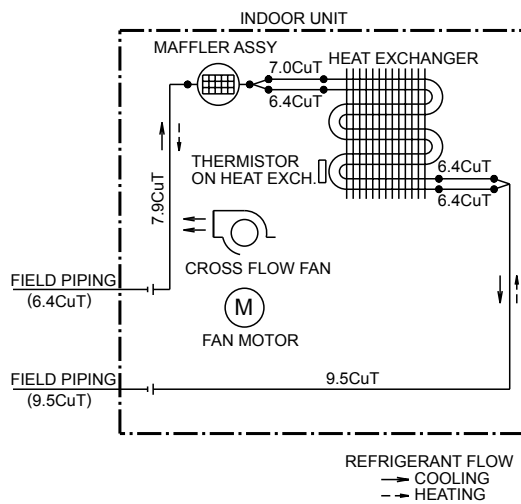 INDOOR UNIT
MAFFLER ASSY
HEAT EXCHANGER
7.0CuT
6.4CuT
THERMISTOR
ON HEAT EXCH.
6.4CuT
6.4CuT
7.9CuT
CROSS FLOW FAN
FIELD PIPING
(6.4CuT)
M
FAN MOTOR
FIELD PIPING
(9.5CuT)
9.5CuT
REFRIGERANT FLOW
COOLING
HEATING